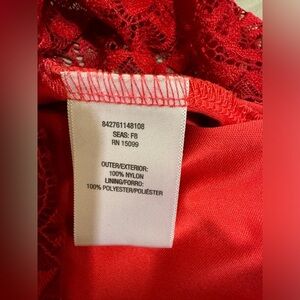 842761148108
SEAS: F8
RN 15099
OUTER/EXTERIOR:
100% NYLON
LINING/FORRO:
100% POLYESTER/POLIÉSTER